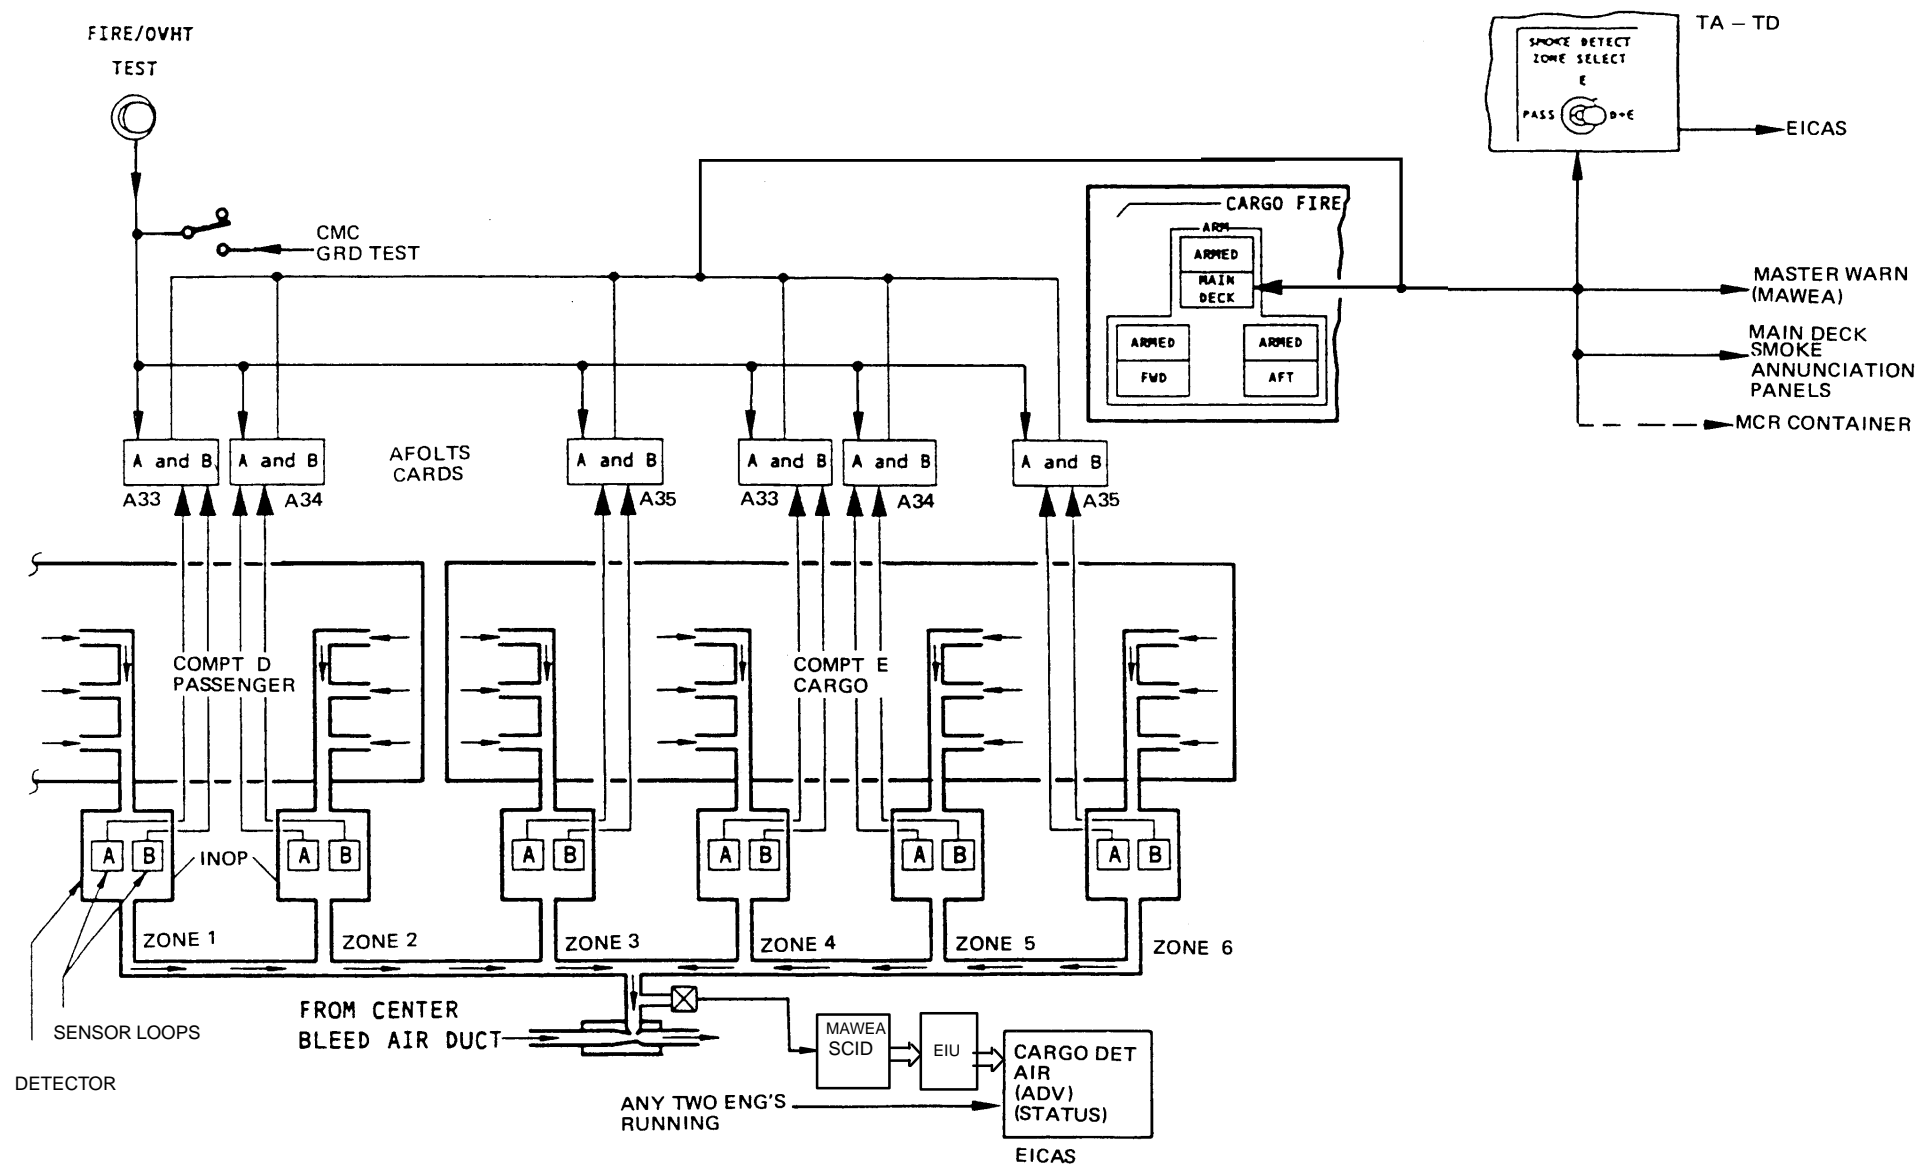 FIRE/OVHT
TEST
TA – TD
SMOKE DETECT
ZONE SELECT
E
PASS
D+E
EICAS
CMC
GRD TEST
CARGO FIRE
ARM
ARMED
MAIN
DECK
ARMED
FWD
ARMED
AFT
MASTER WARN
(MAWEA)
MAIN DECK
SMOKE
ANNUNCIATION
PANELS
MCR CONTAINER
A and B
A and B
AFOLTS
CARDS
A and B
A and B
A and B
A and B
A33
A34
A35
A33
A34
A35
COMPT D
PASSENGER
COMPT E
CARGO
A B
INOP
A B
A B
A B
A B
A B
ZONE 1
ZONE 2
ZONE 3
ZONE 4
ZONE 5
ZONE 6
SENSOR LOOPS
DETECTOR
FROM CENTER
BLEED AIR DUCT
MAWEA
SCID
EIU
CARGO DET
AIR
(ADV)
(STATUS)
ANY TWO ENG'S
RUNNING
EICAS